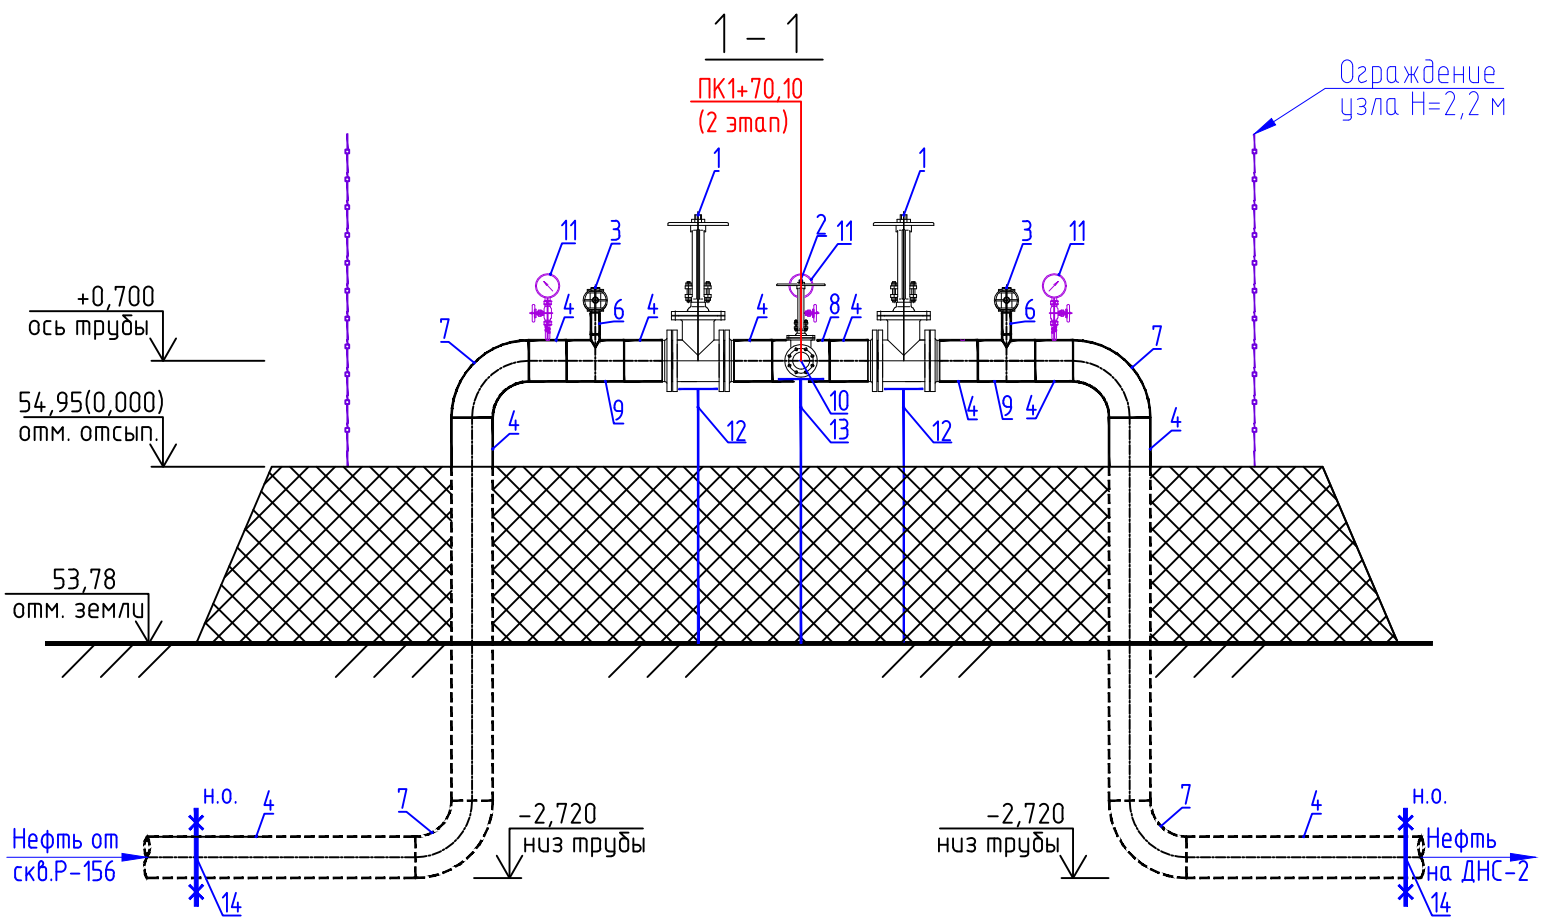 1 - 1
ПК1+70,10
(2 этап)
Ограждение
узла Н=2,2 м
1
1
11
3
2
11
3
11
+0,700
ось трубы
4
6
4
4
8
4
6
7
7
54,95(0,000)
отм. отсып.
9
10
4
9
4
4
12
13
12
4
53,78
отм. земли
н.о.
4
7
-2,720
низ трубы
-2,720
низ трубы
7
4
н.о.
Нефть от
скв.Р-156
14
Нефть
на ДНС-2
14